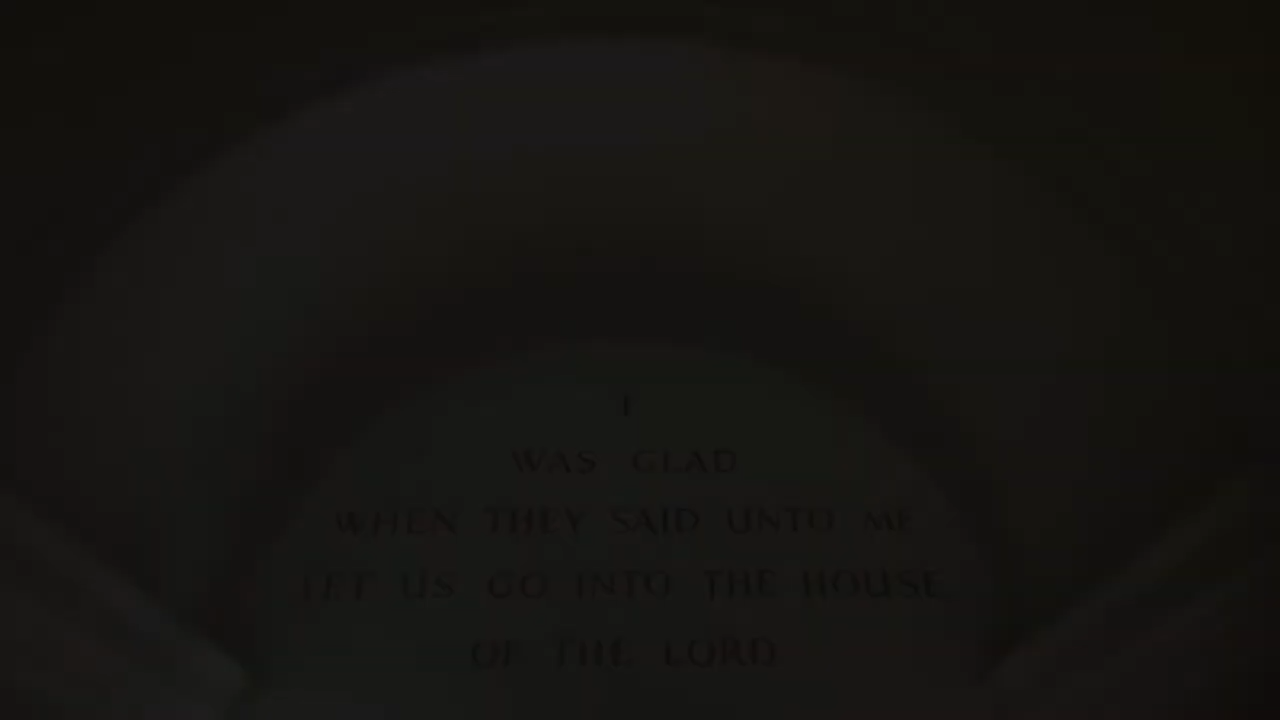 I
WAS GLAD
WHEN THEY SAID UNTO ME
LET US GO INTO THE HOUSE
OF THE LORD